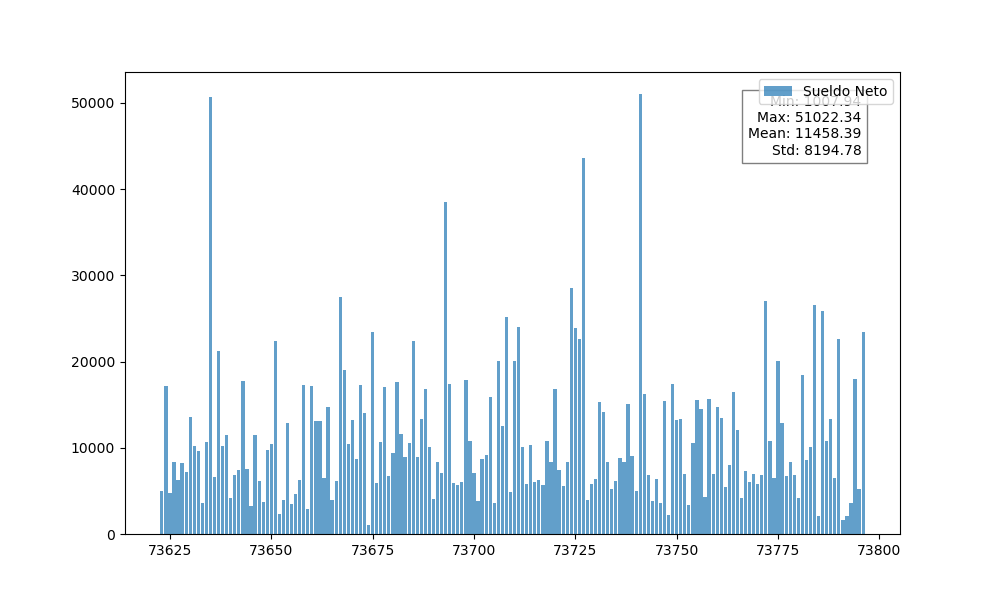 Sueldo Neto
Min: 1007.94
Max: 51022.34
Mean: 11458.39
Std: 8194.78
50000
40000
30000
20000
10000
0
73625 73650 73675 73700 73725 73750 73775 73800